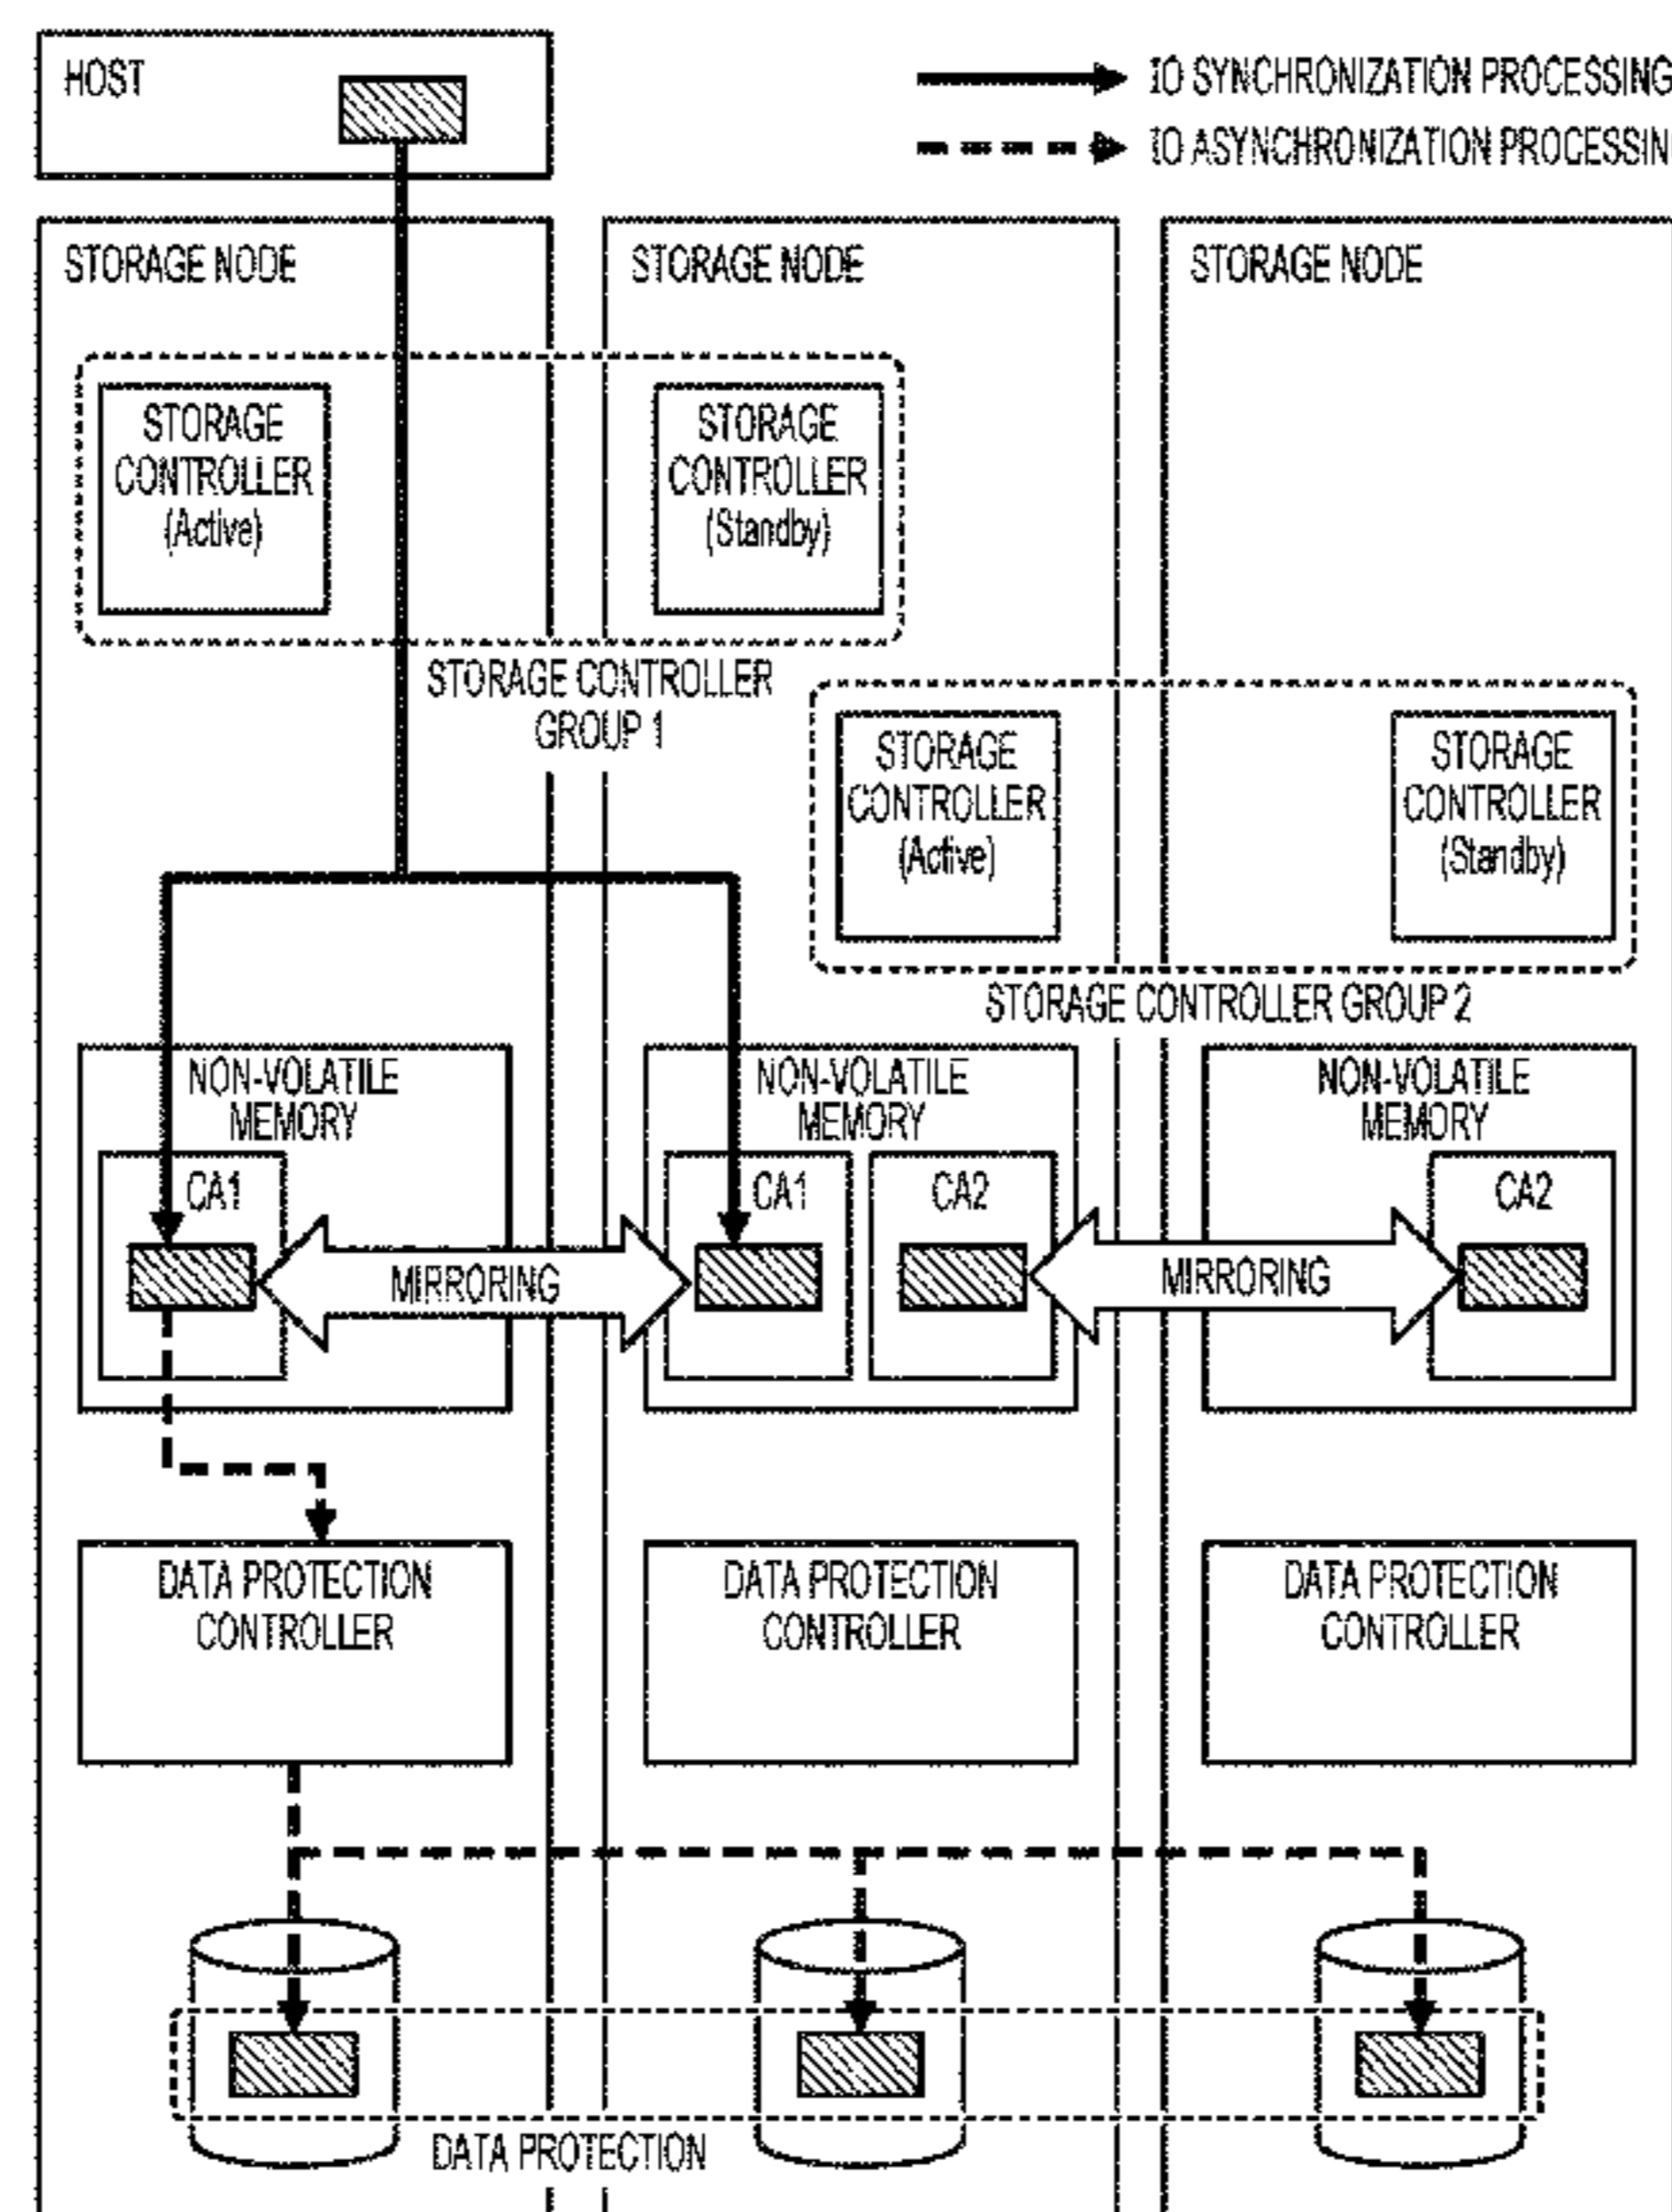 HOST
IO SYNCHRONIZATION PROCESSING
IO ASYNCHRONIZATION PROCESSIN
STORAGE NODE
STORAGE NODE
STORAGE NODE
STORAGE
CONTROLLER
(Active)
STORAGE
CONTROLLER
(Standby)
STORAGE CONTROLLER
GROUP 1
STORAGE
CONTROLLER
(Active)
STORAGE
CONTROLLER
(Standby)
STORAGE CONTROLLER GROUP 2
NON-VOLATILE
MEMORY
NON-VOLATILE
MEMORY
NON-VOLATILE
MEMORY
CA1
CA1
CA2
CA2
MIRRORING
MIRRORING
DATA PROTECTION
CONTROLLER
DATA PROTECTION
CONTROLLER
DATA PROTECTION
CONTROLLER
DATA PROTECTION